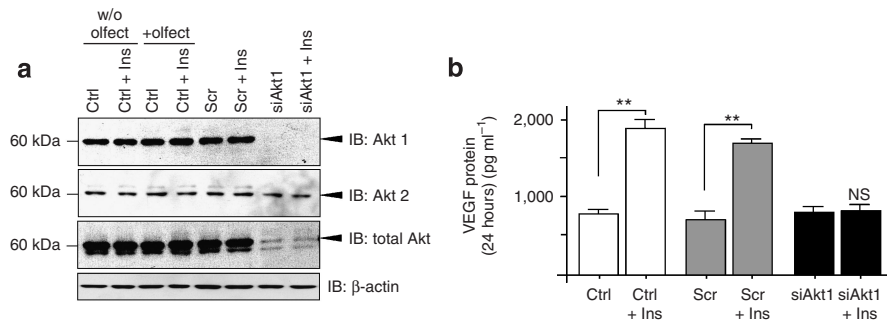 a
w/o
olfect
+olfect
Ctrl
Ctrl + Ins
Ctrl
Ctrl + Ins
Scr
Scr + Ins
siAkt1
siAkt1 + Ins
60 kDa
IB: Akt 1
60 kDa
IB: Akt 2
60 kDa
IB: total Akt
IB: β-actin
b
VEGF protein
(24 hours) (pg ml⁻¹)
2,000
1,000
**
**
NS
Ctrl
Ctrl
+ Ins
Scr
Scr
+ Ins
siAkt1
siAkt1
+ Ins